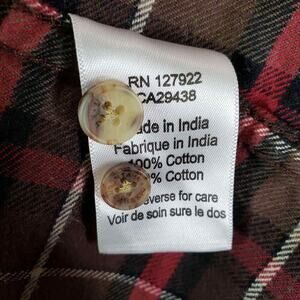 RN 127922
CA29438
Made in India
Fabrique in India
100% Cotton
% Cotton
Reverse for care
Voir de soin sure le dos